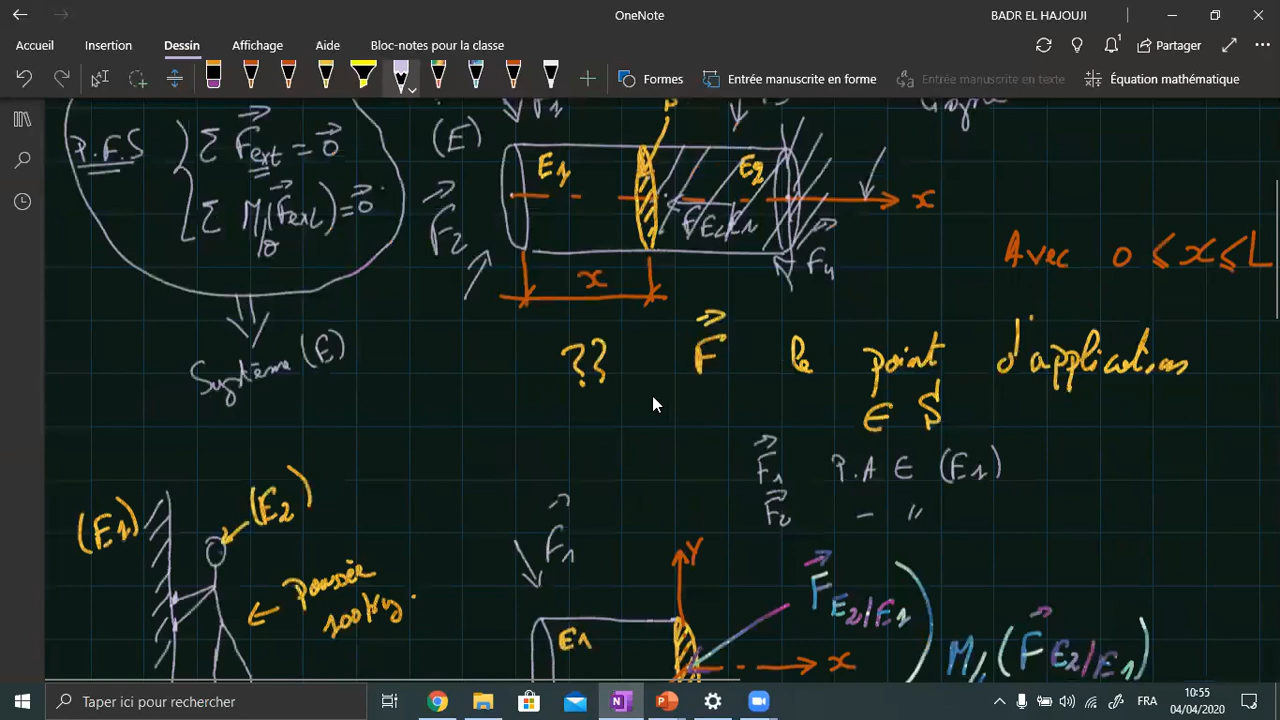 OneNote
BADR EL HAJOUJI
Accueil Insertion Dessin Affichage Aide Bloc-notes pour la classe
Partager
Formes
Entrée manuscrite en forme
Entrée manuscrite en texte
Équation mathématique
P.F.S
Σ F⃗ext = 0⃗
Σ M/o(F⃗ext) = 0⃗
Système (E)
(E)
F⃗2
E1
E2
F E2/E1
x
F⃗4
x
Avec 0 ≤ x ≤ L
?? F⃗ le point d'application
∈ S
F⃗1 P.A ∈ (E1)
F⃗2 - "
(E1)
(E2)
Poussée
100Kg
F⃗1
Y
E1
x
F⃗E2/E1
M/ (F⃗E2/E1)
Taper ici pour rechercher
FRA
10:55
04/04/2020